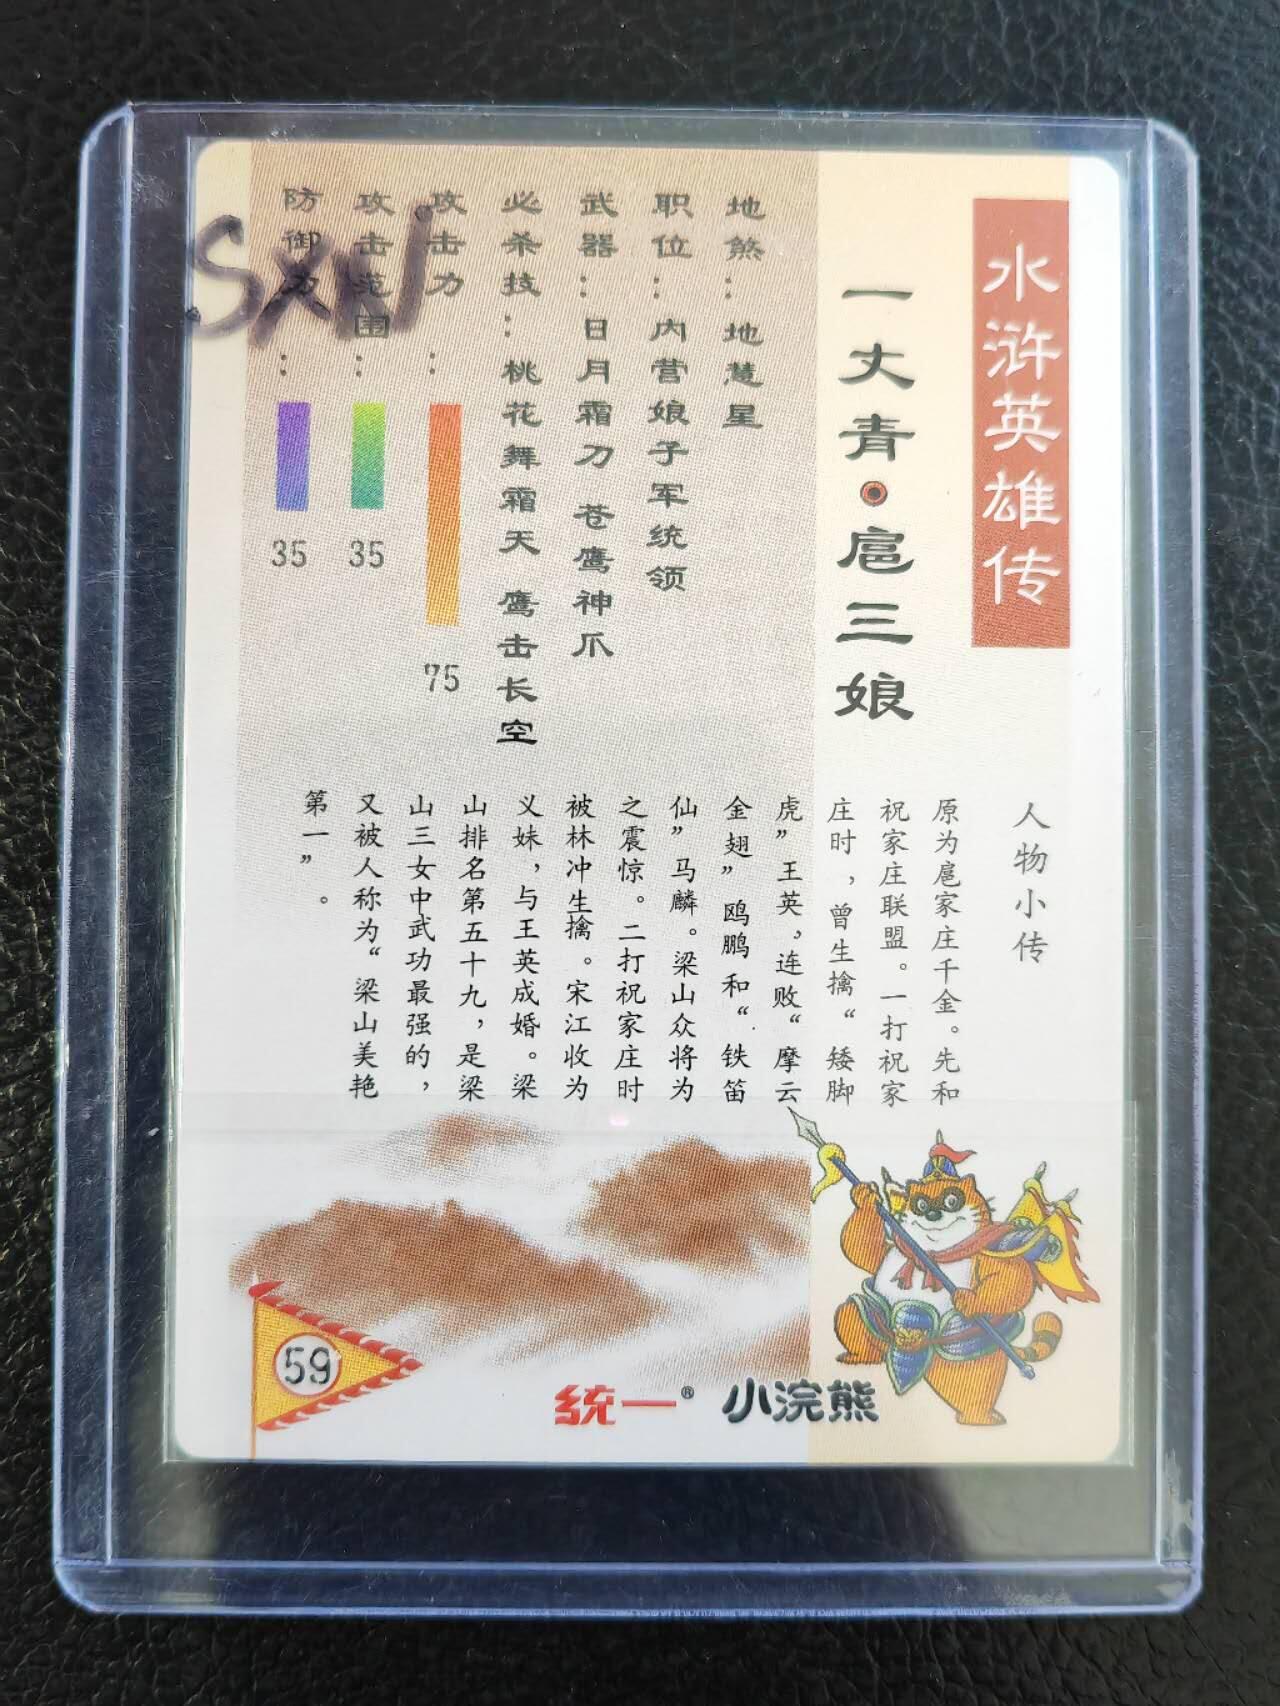 水浒英雄传
一丈青·扈三娘
地煞：地慧星
职位：内营娘子军统领
武器：日月霜刀 苍鹰神爪
必杀技：桃花舞霜天 鹰击长空
攻击力：
75
攻击范围：
35
防御力：
35
SXW
人物小传
原为扈家庄千金。先和
祝家庄联盟。一打祝家
庄时，曾生擒“矮脚
虎”王英，连败“摩云
金翅”鸥鹏和“铁笛
仙”马麟。梁山众将为
之震惊。二打祝家庄时
被林冲生擒。宋江收为
义妹，与王英成婚。梁
山排名第五十九，是梁
山三女中武功最强的，
又被人称为“梁山美艳
第一”。
59
统一® 小浣熊